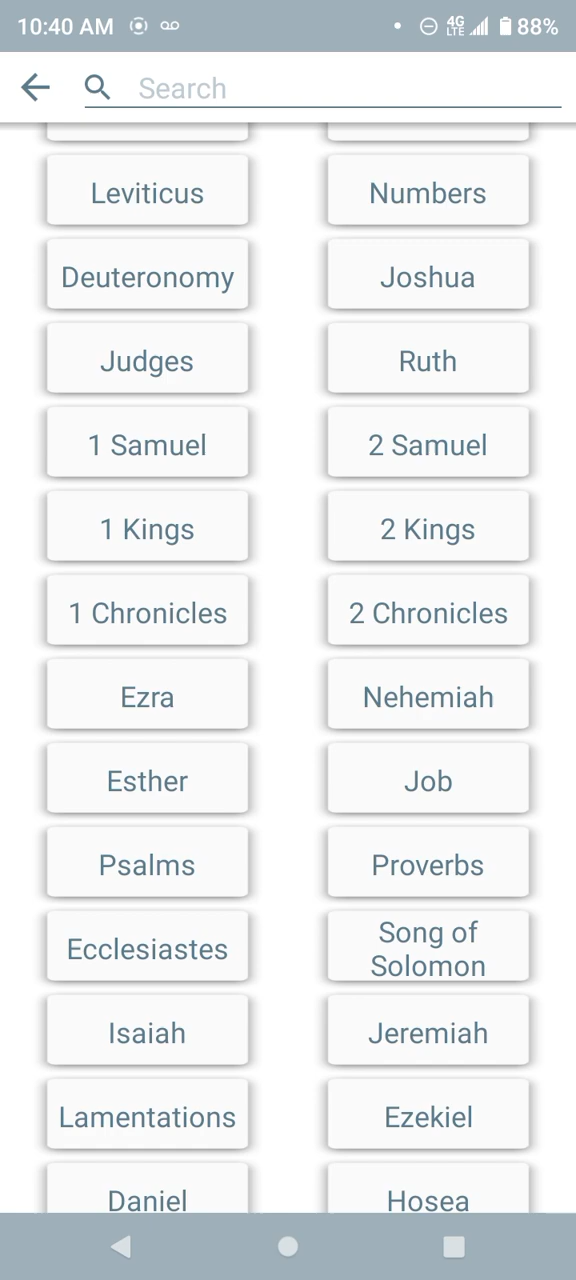 10:40 AM 4G LTE 88%
Search
Leviticus Numbers
Deuteronomy Joshua
Judges Ruth
1 Samuel 2 Samuel
1 Kings 2 Kings
1 Chronicles 2 Chronicles
Ezra Nehemiah
Esther Job
Psalms Proverbs
Ecclesiastes Song of
Solomon
Isaiah Jeremiah
Lamentations Ezekiel
Daniel Hosea